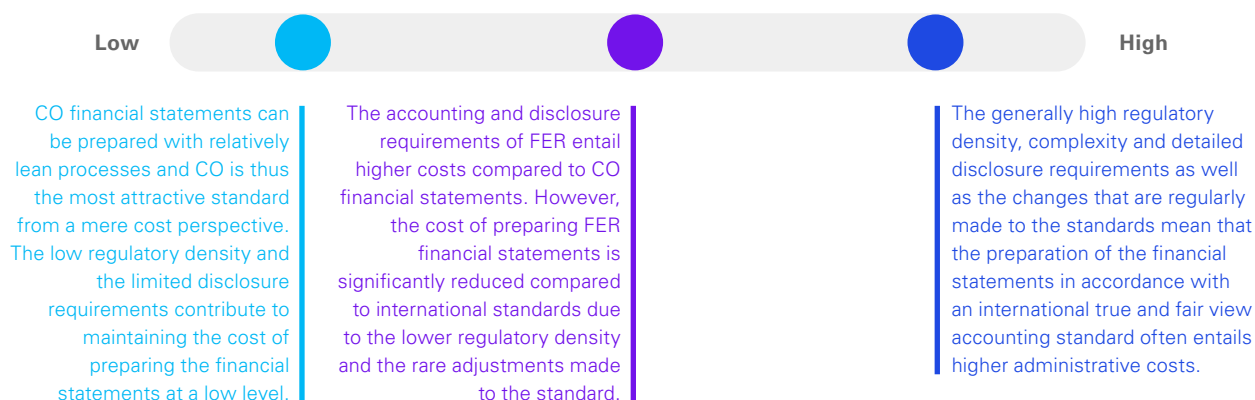 Low
High
CO financial statements can
be prepared with relatively
lean processes and CO is thus
the most attractive standard
from a mere cost perspective.
The low regulatory density and
the limited disclosure
requirements contribute to
maintaining the cost of
preparing the financial
statements at a low level.
The accounting and disclosure
requirements of FER entail
higher costs compared to CO
financial statements. However,
the cost of preparing FER
financial statements is
significantly reduced compared
to international standards due
to the lower regulatory density
and the rare adjustments made
to the standard.
The generally high regulatory
density, complexity and detailed
disclosure requirements as well
as the changes that are regularly
made to the standards mean that
the preparation of the financial
statements in accordance with
an international true and fair view
accounting standard often entails
higher administrative costs.